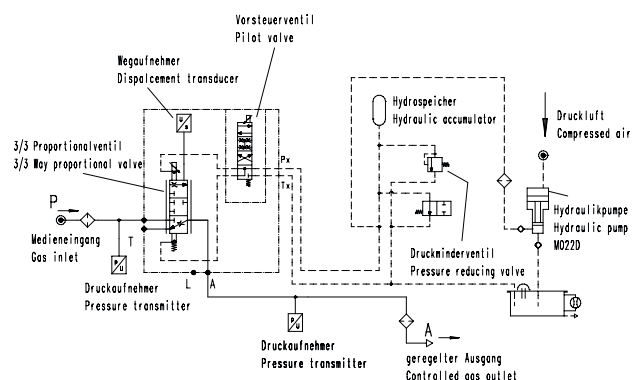 Vorsteuerventil
Pilot valve
Wegaufnehmer
Dispalcement transducer
U
S
3/3 Proportionalventil
3/3 Way proportional valve
Px
Tx
Hydrospeicher
Hydraulic accumulator
Druckluft
Compressed air
P
Medieneingang
Gas inlet
T
P
U
Druckaufnehmer
Pressure transmitter
L
A
P
U
Druckaufnehmer
Pressure transmitter
Druckminderventil
Pressure reducing valve
Hydraulikpumpe
Hydraulic pump
MO22D
A
geregelter Ausgang
Controlled gas outlet